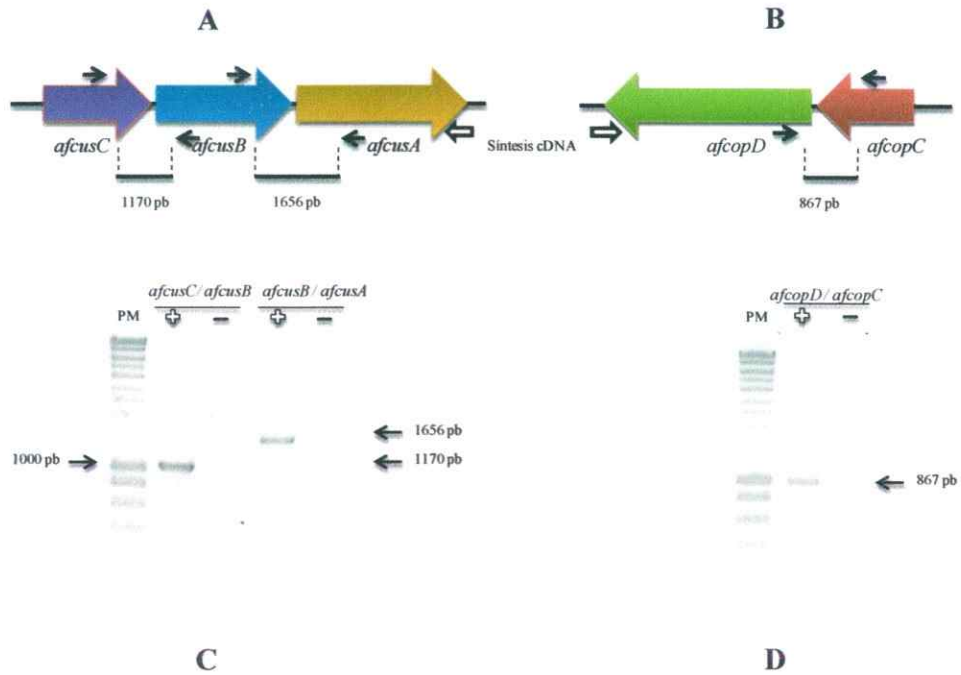 A
B
afcusC
afcusB
afcusA
Síntesis cDNA
afcopD
afcopC
1170 pb
1656 pb
867 pb
afcusC/afcusB
afcusB/afcusA
PM
+
−
+
−
1656 pb
1000 pb
1170 pb
afcopD/afcopC
PM
+
−
867 pb
C
D